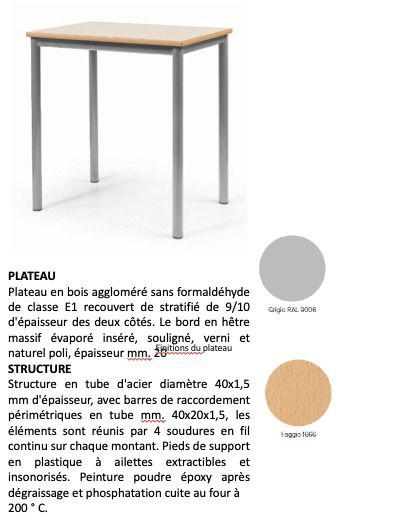 PLATEAU
Plateau en bois aggloméré sans formaldéhyde
de classe E1 recouvert de stratifié de 9/10
d'épaisseur des deux côtés. Le bord en hêtre
massif évaporé inséré, souligné, verni et
naturel poli, épaisseur mm. 20
Finitions du plateau
STRUCTURE
Structure en tube d'acier diamètre 40x1,5
mm d'épaisseur, avec barres de raccordement
périmétriques en tube mm. 40x20x1,5, les
éléments sont réunis par 4 soudures en fil
continu sur chaque montant. Pieds de support
en plastique à ailettes extractibles et
insonorisés. Peinture poudre époxy après
dégraissage et phosphatation cuite au four à
200 ° C.
Grigio RAL 9006
Faggio 1666